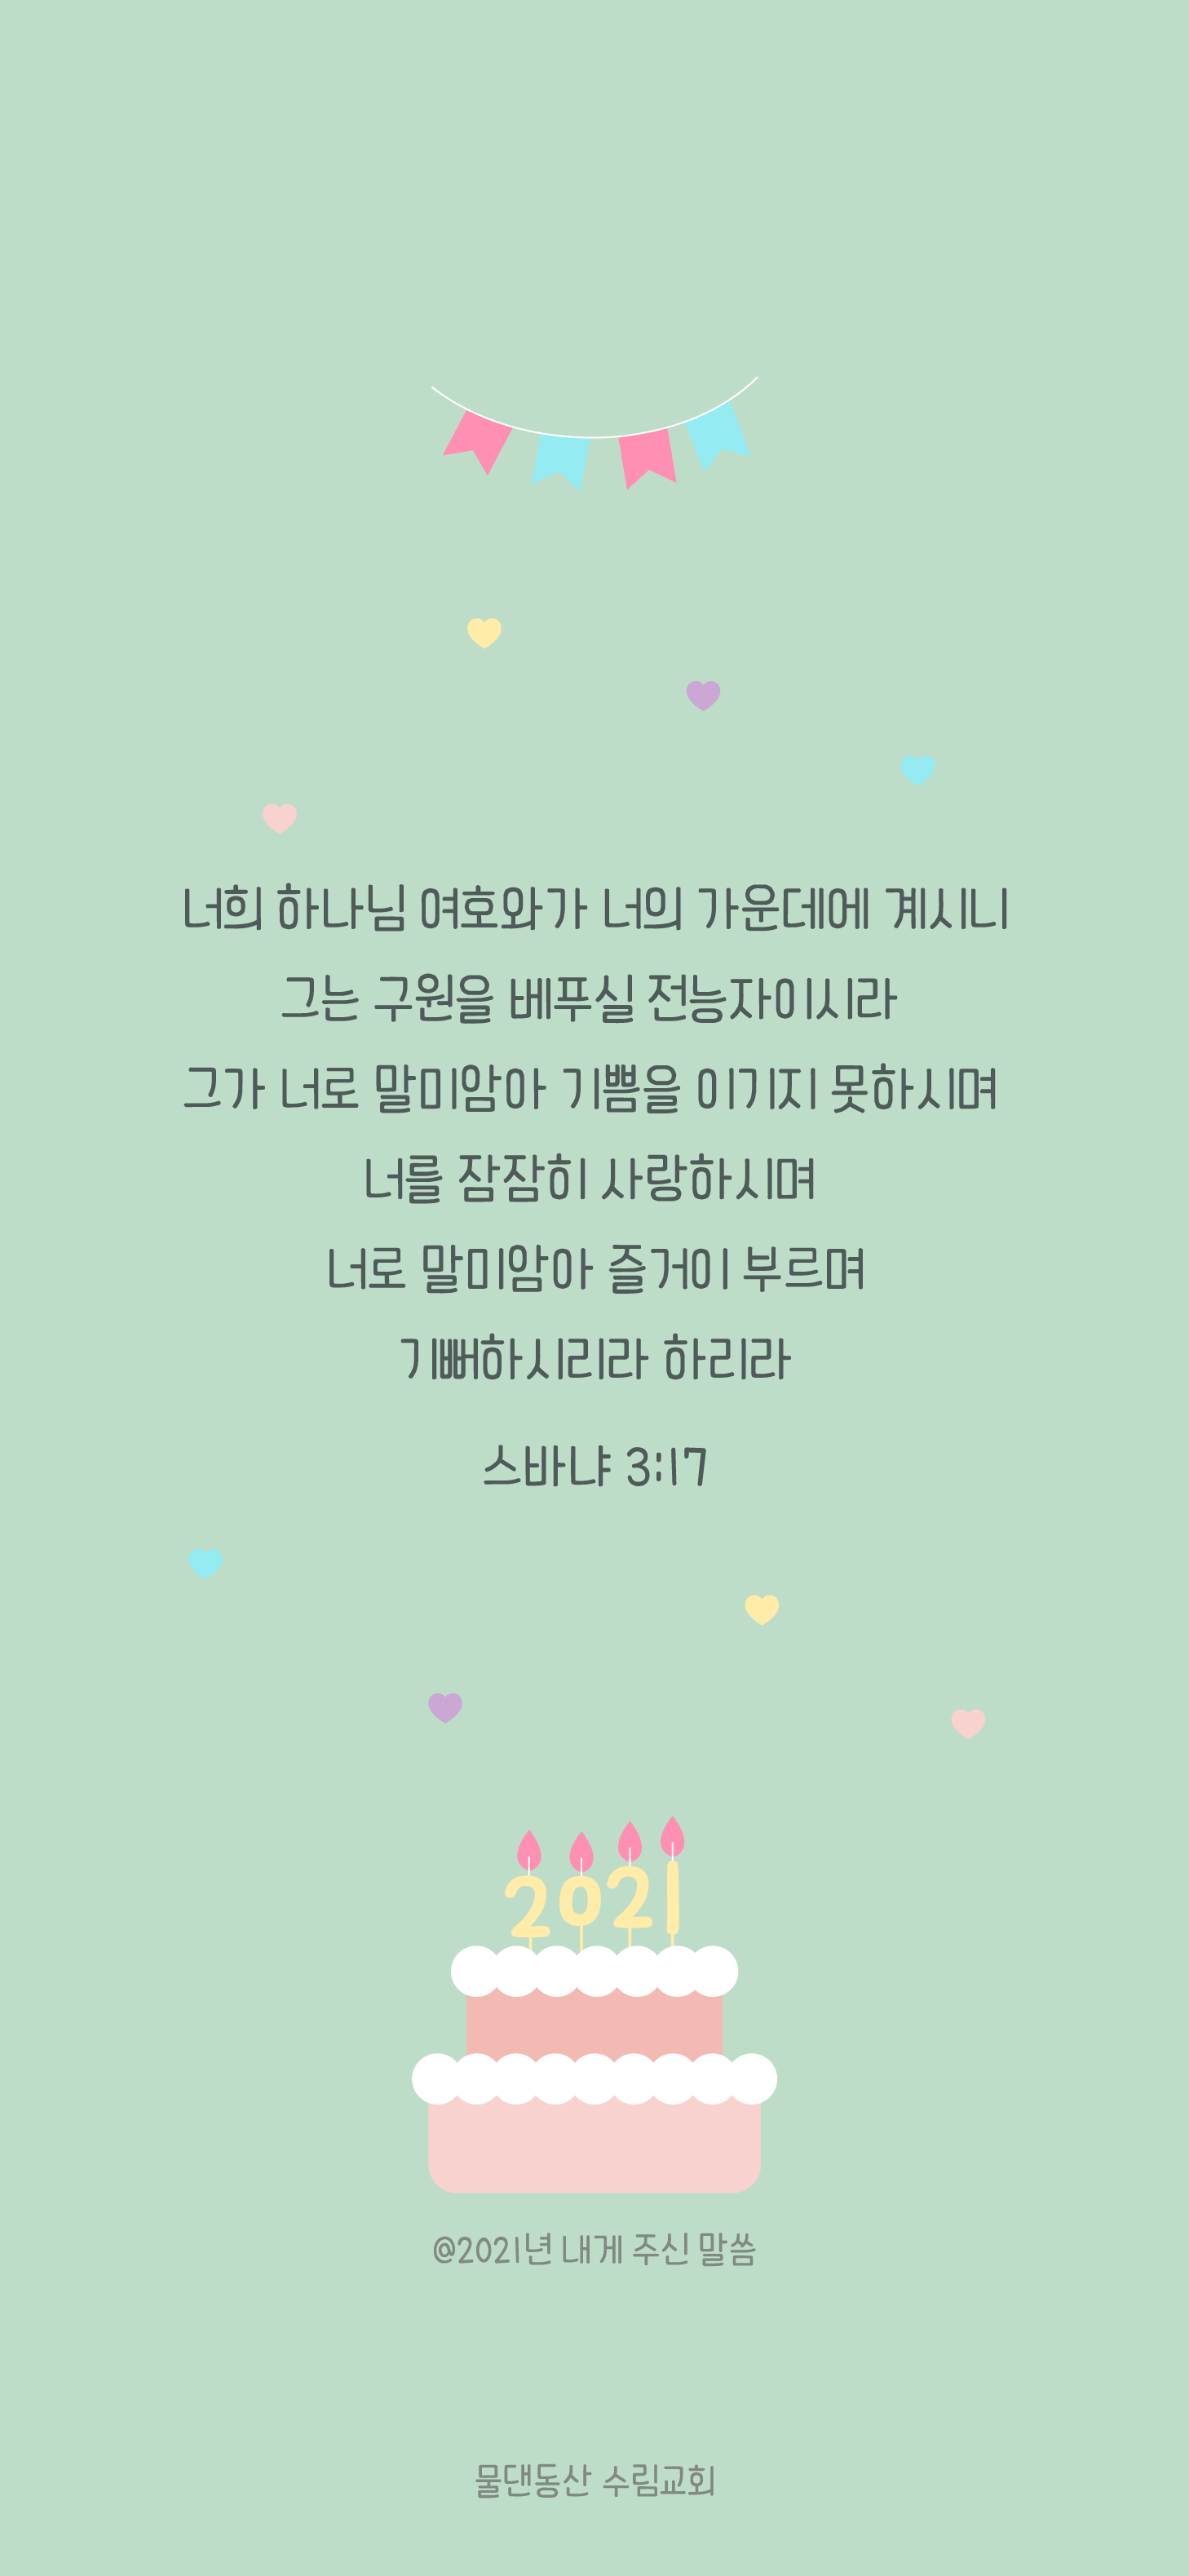 너희 하나님 여호와가 너의 가운데에 계시니
그는 구원을 베푸실 전능자이시라
그가 너로 말미암아 기쁨을 이기지 못하시며
너를 잠잠히 사랑하시며
너로 말미암아 즐거이 부르며
기뻐하시리라 하리라
스바냐 3:17
2021
@2021년 내게 주신 말씀
물댄동산 수림교회